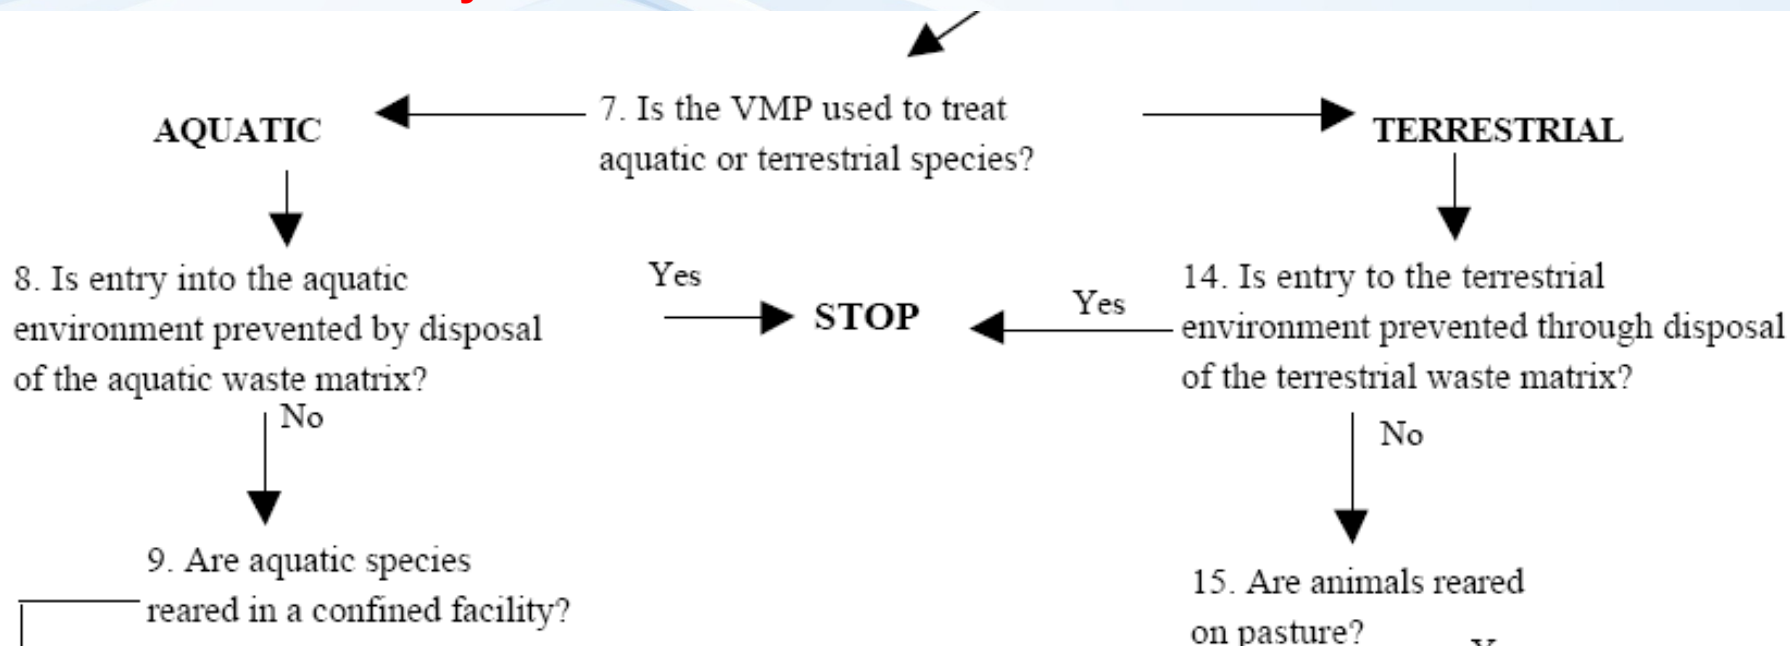 7. Is the VMP used to treat
aquatic or terrestrial species?
AQUATIC
TERRESTRIAL
8. Is entry into the aquatic
environment prevented by disposal
of the aquatic waste matrix?
Yes
STOP
Yes
14. Is entry to the terrestrial
environment prevented through disposal
of the terrestrial waste matrix?
No
No
9. Are aquatic species
reared in a confined facility?
15. Are animals reared
on pasture?